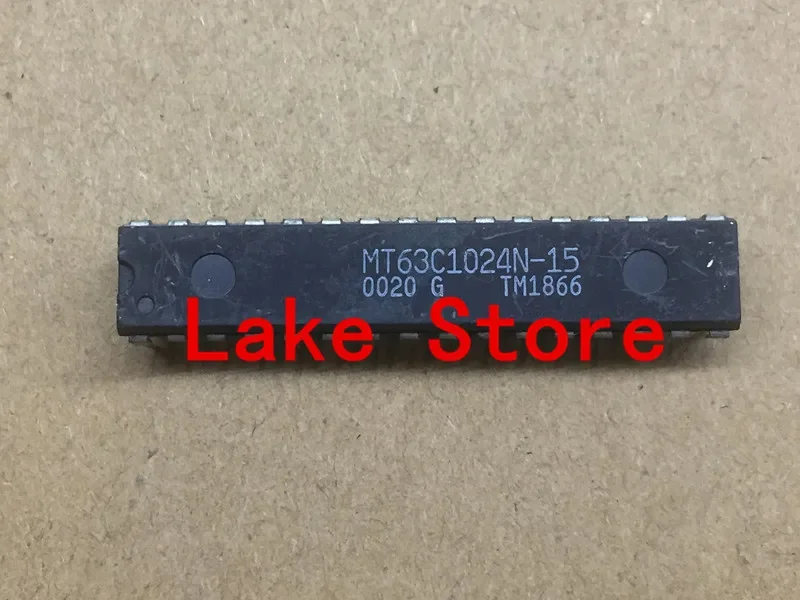 MT63C1024N-15
0020 G TM1866
Lake Store